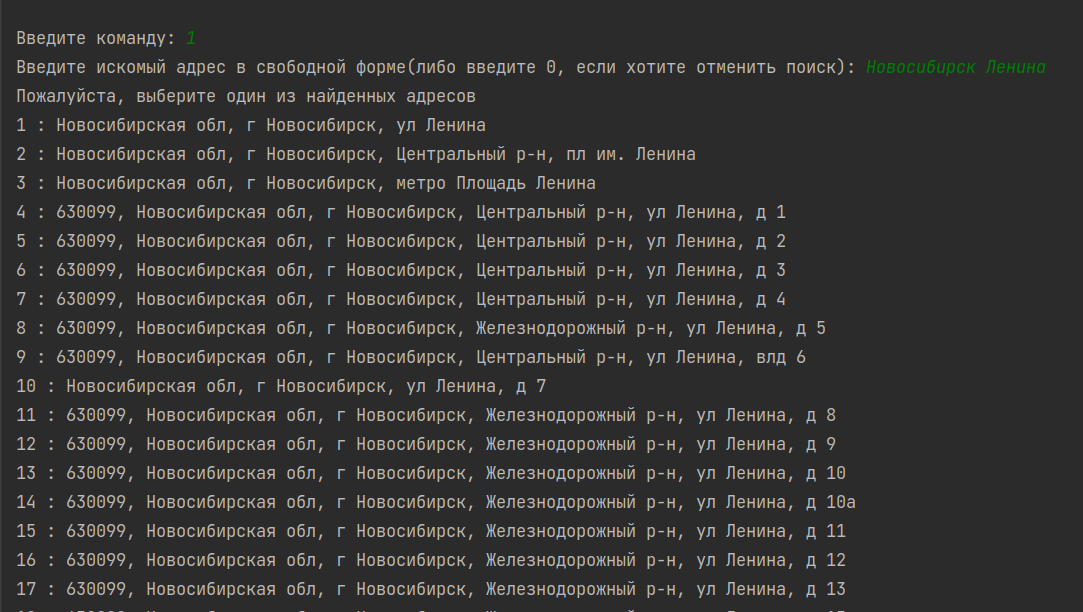 Введите команду: 1
Введите искомый адрес в свободной форме(либо введите 0, если хотите отменить поиск): Новосибирск Ленина
Пожалуйста, выберите один из найденных адресов
1 : Новосибирская обл, г Новосибирск, ул Ленина
2 : Новосибирская обл, г Новосибирск, Центральный р-н, пл им. Ленина
3 : Новосибирская обл, г Новосибирск, метро Площадь Ленина
4 : 630099, Новосибирская обл, г Новосибирск, Центральный р-н, ул Ленина, д 1
5 : 630099, Новосибирская обл, г Новосибирск, Центральный р-н, ул Ленина, д 2
6 : 630099, Новосибирская обл, г Новосибирск, Центральный р-н, ул Ленина, д 3
7 : 630099, Новосибирская обл, г Новосибирск, Центральный р-н, ул Ленина, д 4
8 : 630099, Новосибирская обл, г Новосибирск, Железнодорожный р-н, ул Ленина, д 5
9 : 630099, Новосибирская обл, г Новосибирск, Центральный р-н, ул Ленина, влд 6
10 : Новосибирская обл, г Новосибирск, ул Ленина, д 7
11 : 630099, Новосибирская обл, г Новосибирск, Железнодорожный р-н, ул Ленина, д 8
12 : 630099, Новосибирская обл, г Новосибирск, Железнодорожный р-н, ул Ленина, д 9
13 : 630099, Новосибирская обл, г Новосибирск, Железнодорожный р-н, ул Ленина, д 10
14 : 630099, Новосибирская обл, г Новосибирск, Железнодорожный р-н, ул Ленина, д 10а
15 : 630099, Новосибирская обл, г Новосибирск, Железнодорожный р-н, ул Ленина, д 11
16 : 630099, Новосибирская обл, г Новосибирск, Железнодорожный р-н, ул Ленина, д 12
17 : 630099, Новосибирская обл, г Новосибирск, Железнодорожный р-н, ул Ленина, д 13